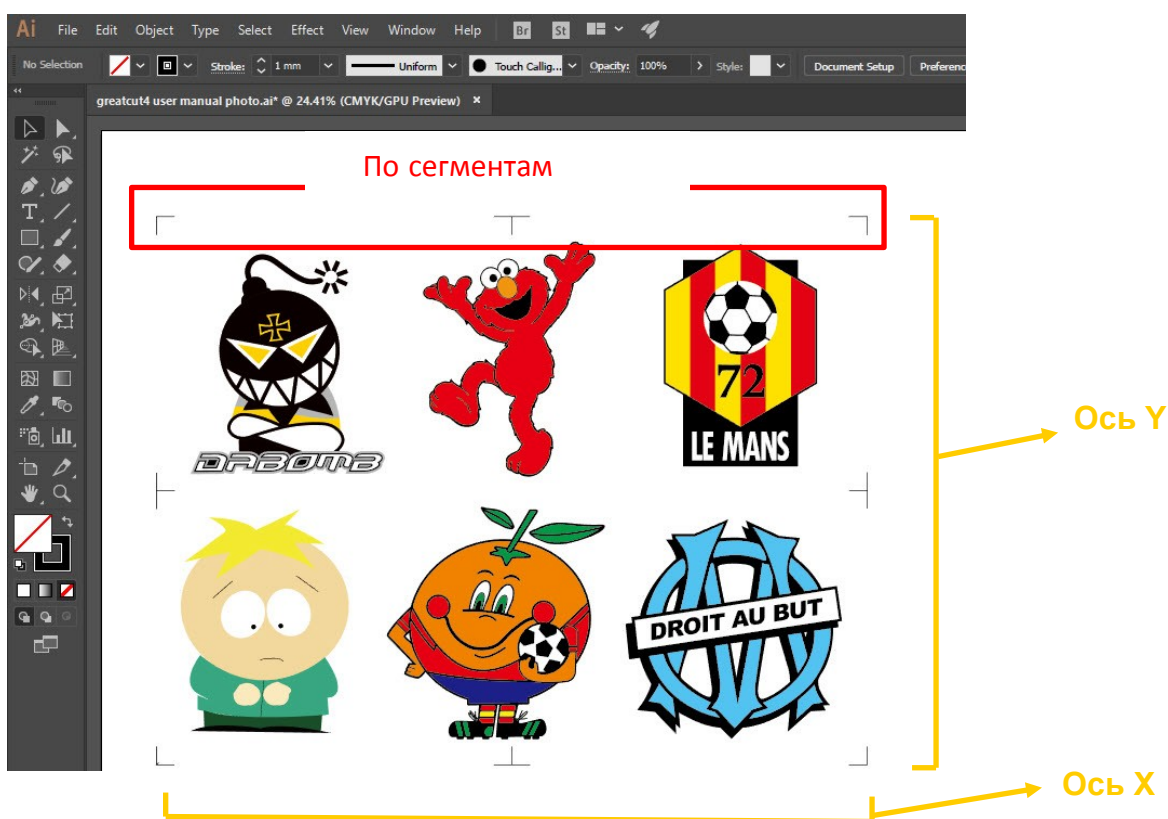 Ai File Edit Object Type Select Effect View Window Help Br St
No Selection Stroke: 1 mm Uniform Touch Callig... Opacity: 100% Style: Document Setup Preferenc
greatcut4 user manual photo.ai* @ 24.41% (CMYK/GPU Preview) ×
По сегментам
72
LE MANS
DABOMB
Ось Y
DROIT AU BUT
Ось X